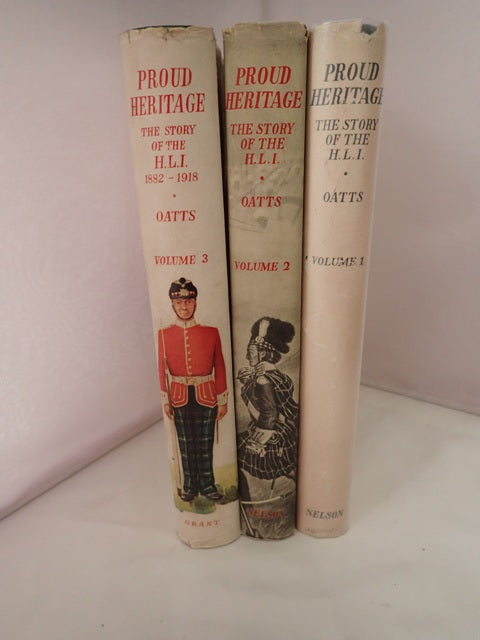 PROUD
HERITAGE
THE STORY
OF THE
H.L.I.
1882 - 1918
OATTS
VOLUME 3
GRANT
PROUD
HERITAGE
THE STORY
OF THE
H.L.I.
OATTS
VOLUME 2
NELSON
PROUD
HERITAGE
THE STORY
OF THE
H.L.I.
OATTS
VOLUME 1
NELSON